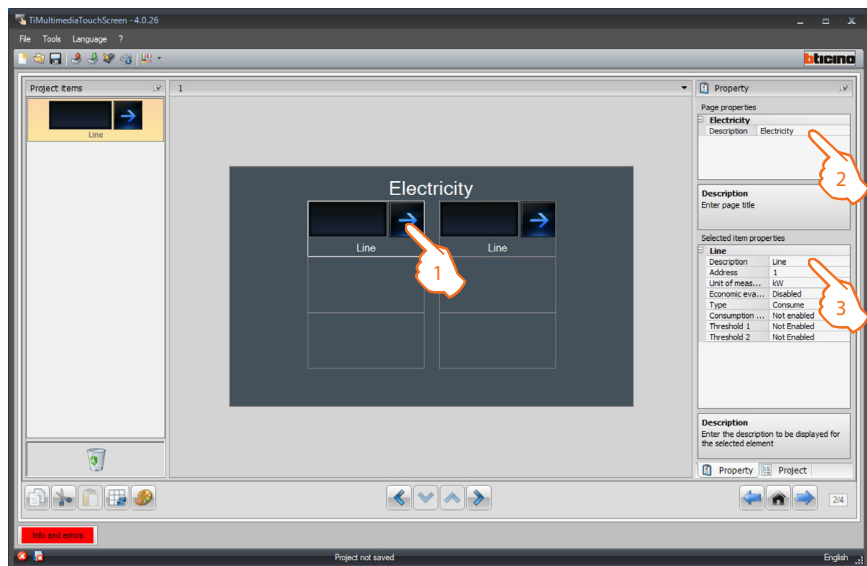 TiMultimediaTouchScreen - 4.0.26
File Tools Language ?
bticino
Project items
1
Property
Line
Page properties
Electricity
Description Electricity
2
Description
Enter page title
Electricity
Line Line
1
Selected item properties
Line
Description Line
Address 1
Unit of meas... kW
Economic eva... Disabled
Type Consume
Consumption ... Not enabled
Threshold 1 Not Enabled
Threshold 2 Not Enabled
3
Description
Enter the description to be displayed for
the selected element
Property Project
2/4
Info and errors
Project not saved
English